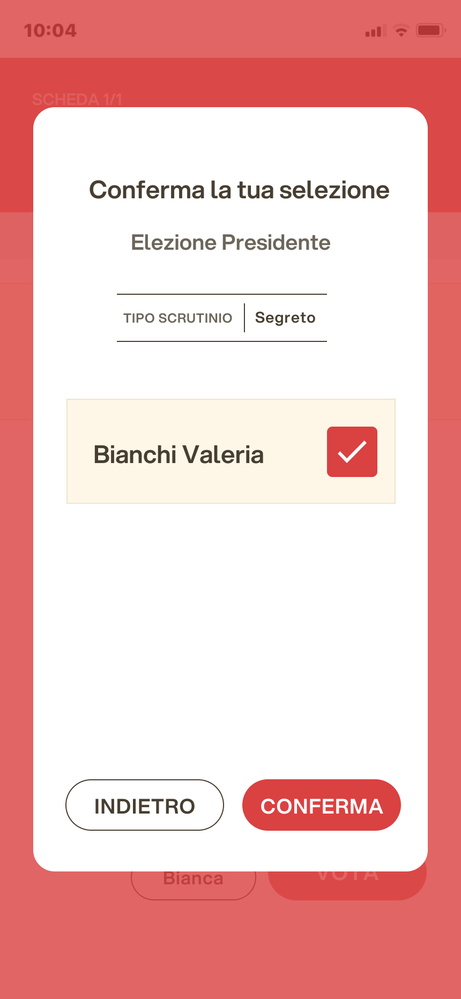 10:04
SCHEDA 1/1
Conferma la tua selezione
Elezione Presidente
TIPO SCRUTINIO
Segreto
Bianchi Valeria
INDIETRO
CONFERMA
Bianca
VOTA